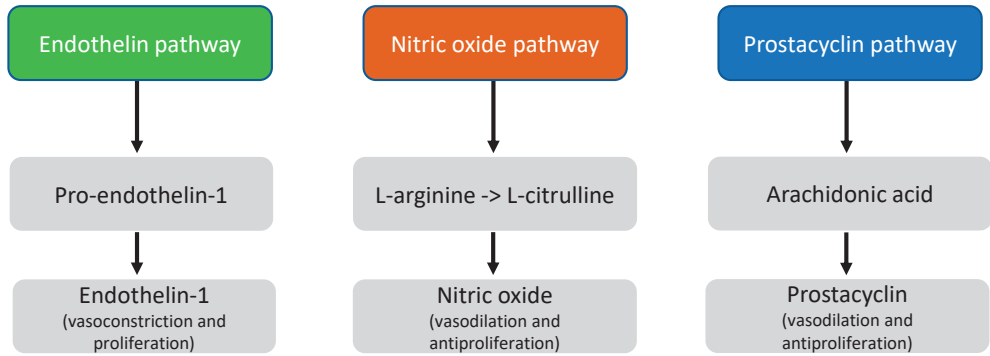 Endothelin pathway
Nitric oxide pathway
Prostacyclin pathway
Pro-endothelin-1
L-arginine -> L-citrulline
Arachidonic acid
Endothelin-1
(vasoconstriction and
proliferation)
Nitric oxide
(vasodilation and
antiproliferation)
Prostacyclin
(vasodilation and
antiproliferation)